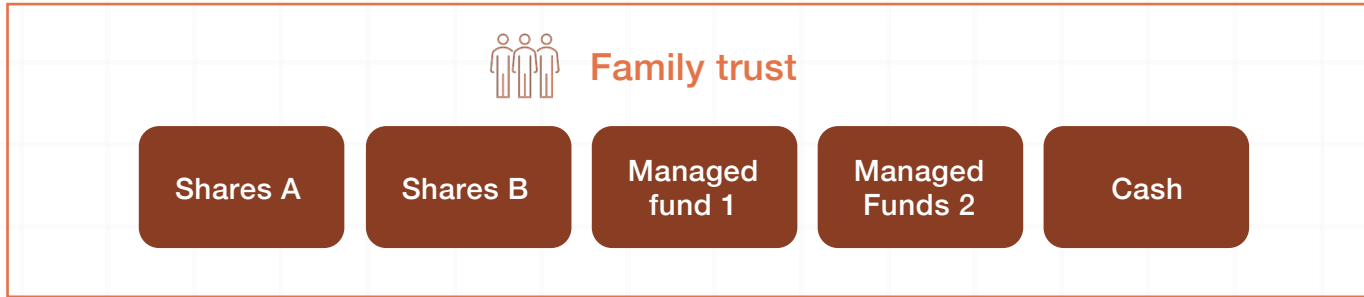 Family trust
Shares A
Shares B
Managed
fund 1
Managed
Funds 2
Cash